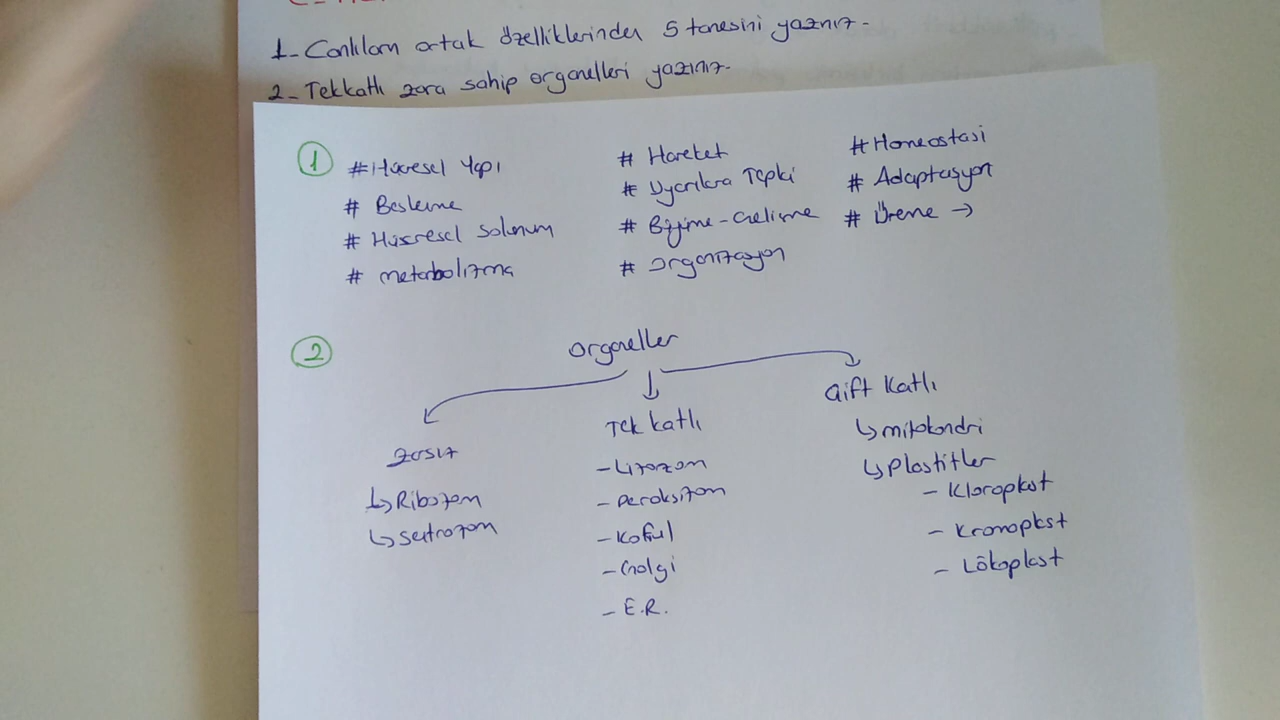 1- Canlıların ortak özelliklerinden 5 tanesini yazınız.
2- Tek katlı zara sahip organelleri yazınız.
1
# Hücresel Yapı
# Beslenme
# Hücresel Solunum
# metabolizma
# Hareket
# Uyarılara Tepki
# Büyüme-Gelişme
# Organizasyon
# Homeostasi
# Adaptasyon
# Üreme →
2
Organeller
zarsız
↳ Ribozom
↳ sentrozom
Tek katlı
- Lizozom
- Peroksizom
- Koful
- Golgi
- E.R.
Çift Katlı
↳ mitokondri
↳ Plastitler
- Kloroplast
- Kromoplast
- Lökoplast